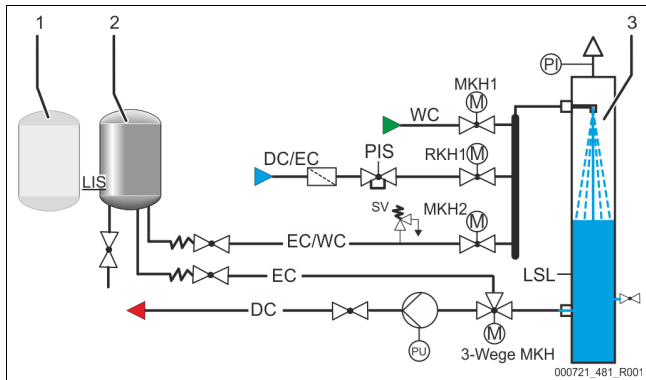 1
2
3
PI
MKH1
M
WC
DC/EC
PIS
RKH1
M
LIS
SV
MKH2
M
EC/WC
EC
LSL
DC
PU
M
3-Wege MKH
000721_481_R001